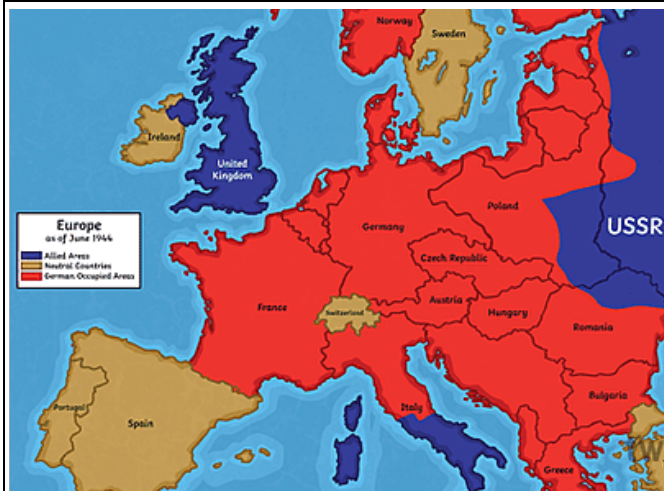 Norway
Sweden
Ireland
United
Kingdom
Europe
as of June 1944
Allied Areas
Neutral Countries
German Occupied Areas
Germany
Poland
USSR
Czech Republic
France
Switzerland
Austria
Hungary
Romania
Italy
Bulgaria
Portugal
Spain
Greece